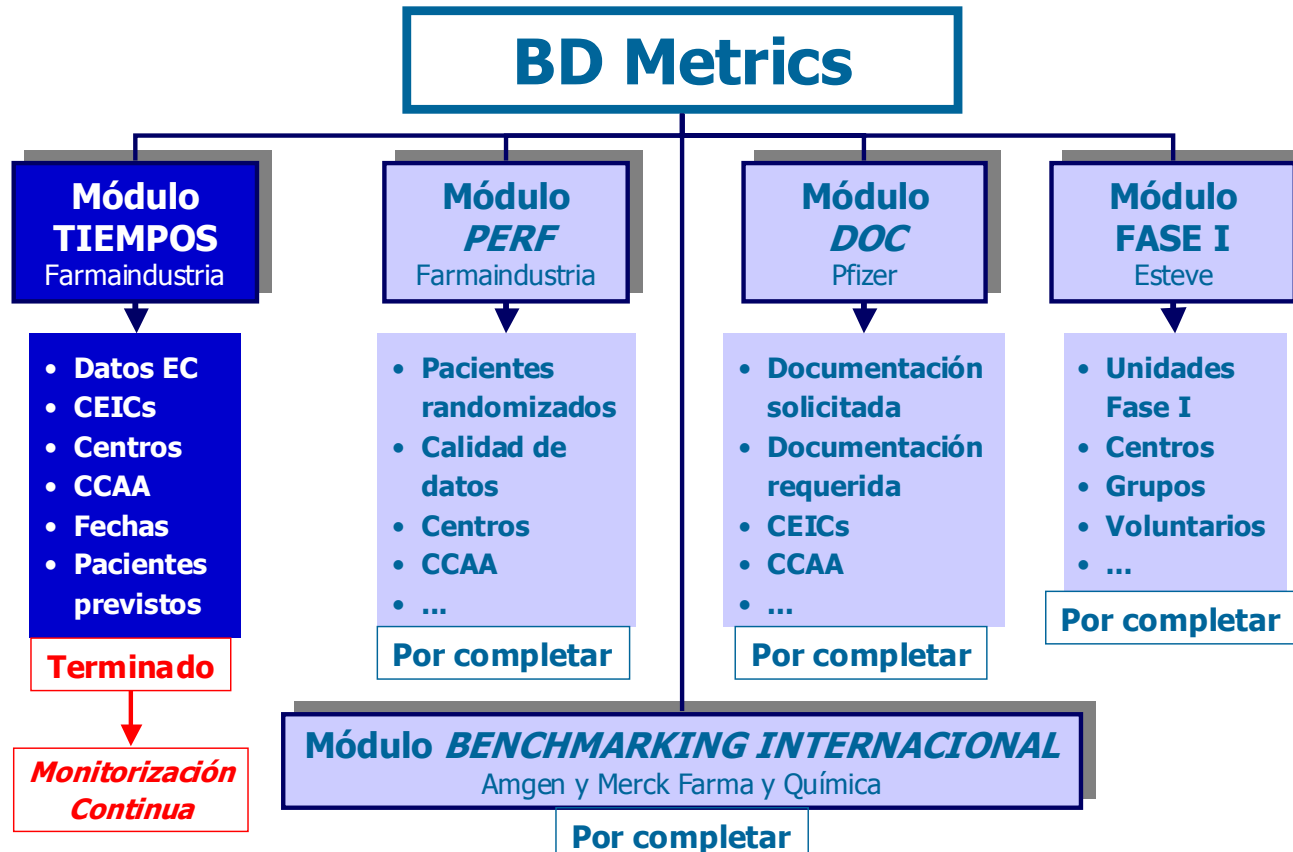 BD Metrics
Módulo
TIEMPOS
Farmaindustria
• Datos EC
• CEICs
• Centros
• CCAA
• Fechas
• Pacientes
previstos
Terminado
Monitorización
Continua
Módulo
PERF
Farmaindustria
• Pacientes
randomizados
• Calidad de
datos
• Centros
• CCAA
• ...
Por completar
Módulo
DOC
Pfizer
• Documentación
solicitada
• Documentación
requerida
• CEICs
• CCAA
• ...
Por completar
Módulo
FASE I
Esteve
• Unidades
Fase I
• Centros
• Grupos
• Voluntarios
• ...
Por completar
Módulo BENCHMARKING INTERNACIONAL
Amgen y Merck Farma y Química
Por completar